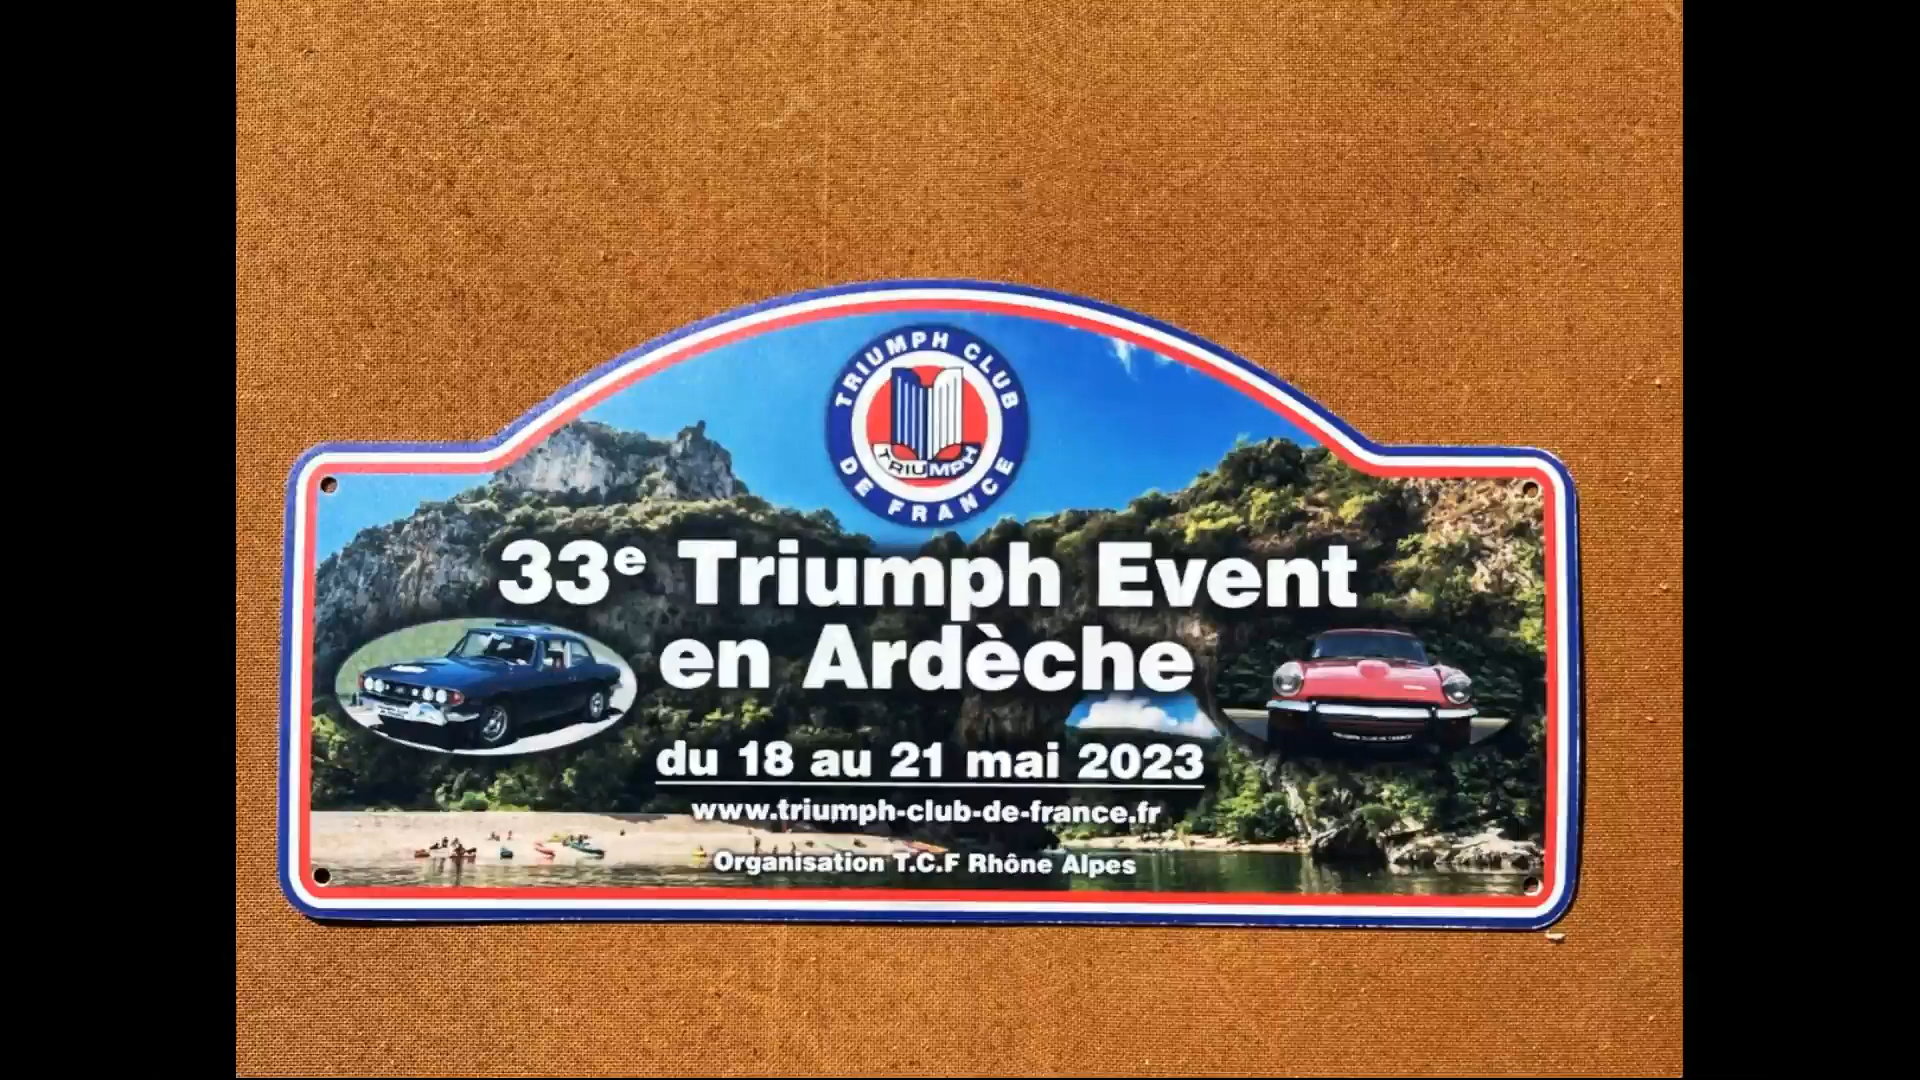 TRIUMPH CLUB
TRIUMPH
DE FRANCE
33e Triumph Event
en Ardèche
du 18 au 21 mai 2023
www.triumph-club-de-france.fr
Organisation T.C.F Rhône Alpes